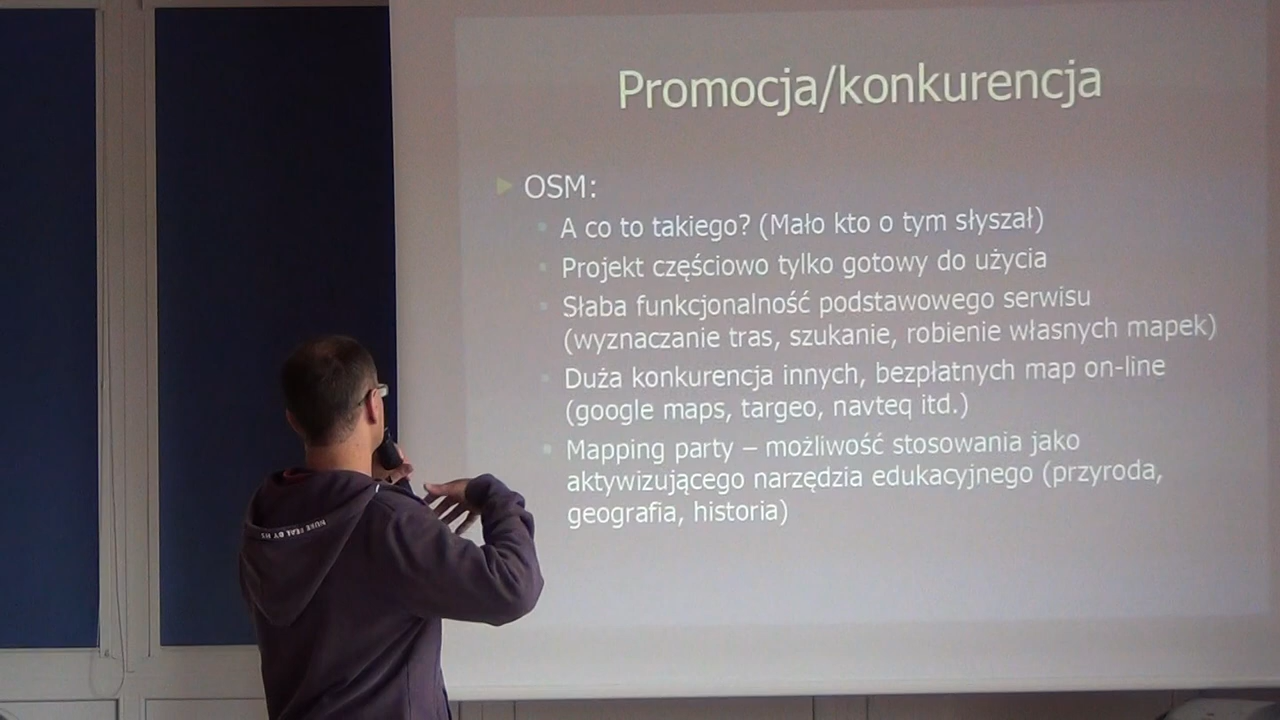 Promocja/konkurencja
OSM:
A co to takiego? (Mało kto o tym słyszał)
Projekt częściowo tylko gotowy do użycia
Słaba funkcjonalność podstawowego serwisu
(wyznaczanie tras, szukanie, robienie własnych mapek)
Duża konkurencja innych, bezpłatnych map on-line
(google maps, targeo, navteq itd.)
Mapping party – możliwość stosowania jako
aktywizującego narzędzia edukacyjnego (przyroda,
geografia, historia)